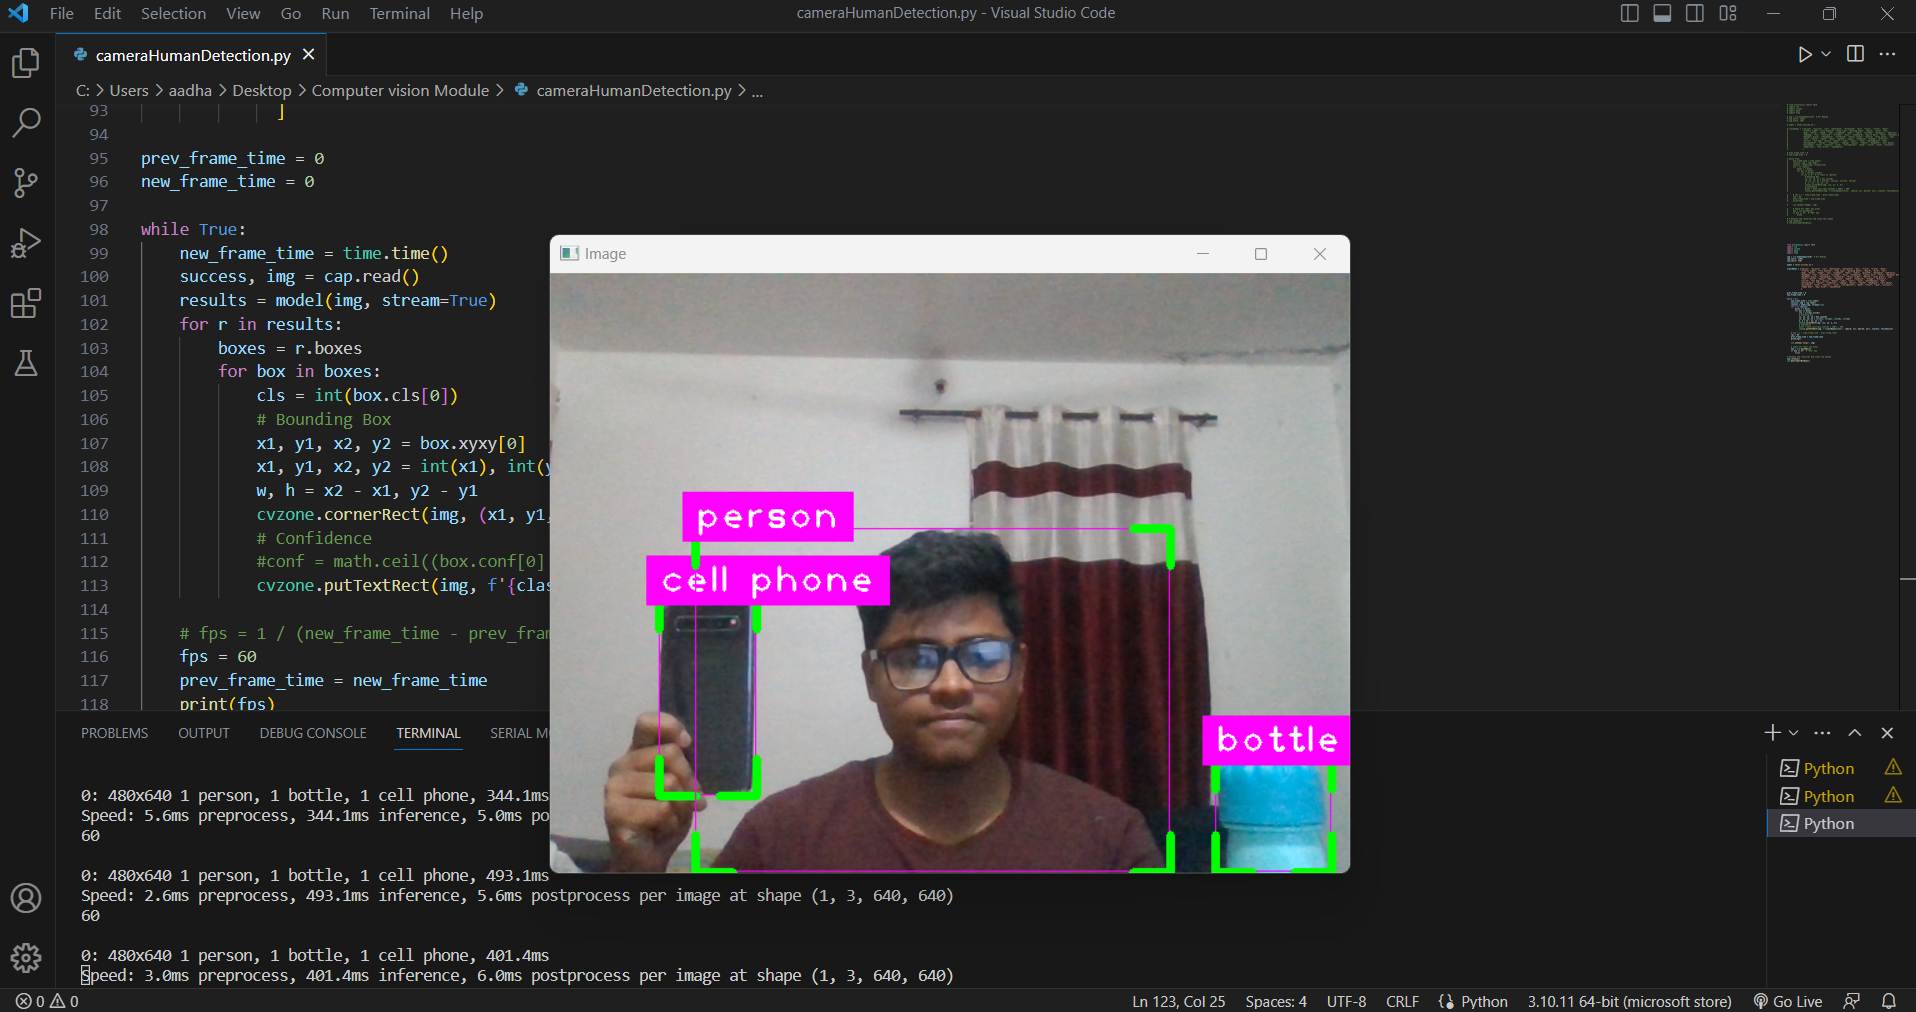 File Edit Selection View Go Run Terminal Help
cameraHumanDetection.py - Visual Studio Code
cameraHumanDetection.py
C: > Users > aadha > Desktop > Computer vision Module > cameraHumanDetection.py > ...
93 ]
94
95 prev_frame_time = 0
96 new_frame_time = 0
97
98 while True:
99 new_frame_time = time.time()
100 success, img = cap.read()
101 results = model(img, stream=True)
102 for r in results:
103 boxes = r.boxes
104 for box in boxes:
105 cls = int(box.cls[0])
106 # Bounding Box
107 x1, y1, x2, y2 = box.xyxy[0]
108 x1, y1, x2, y2 = int(x1), int(y
109 w, h = x2 - x1, y2 - y1
110 cvzone.cornerRect(img, (x1, y1,
111 # Confidence
112 #conf = math.ceil((box.conf[0]
113 cvzone.putTextRect(img, f'{clas
114
115 # fps = 1 / (new_frame_time - prev_fram
116 fps = 60
117 prev_frame_time = new_frame_time
118 print(fps)
Image
person
cell phone
bottle
PROBLEMS OUTPUT DEBUG CONSOLE TERMINAL SERIAL M
0: 480x640 1 person, 1 bottle, 1 cell phone, 344.1ms
Speed: 5.6ms preprocess, 344.1ms inference, 5.0ms po
60
0: 480x640 1 person, 1 bottle, 1 cell phone, 493.1ms
Speed: 2.6ms preprocess, 493.1ms inference, 5.6ms postprocess per image at shape (1, 3, 640, 640)
60
0: 480x640 1 person, 1 bottle, 1 cell phone, 401.4ms
Speed: 3.0ms preprocess, 401.4ms inference, 6.0ms postprocess per image at shape (1, 3, 640, 640)
Python
Python
Python
0 0
Ln 123, Col 25 Spaces: 4 UTF-8 CRLF Python 3.10.11 64-bit (microsoft store) Go Live